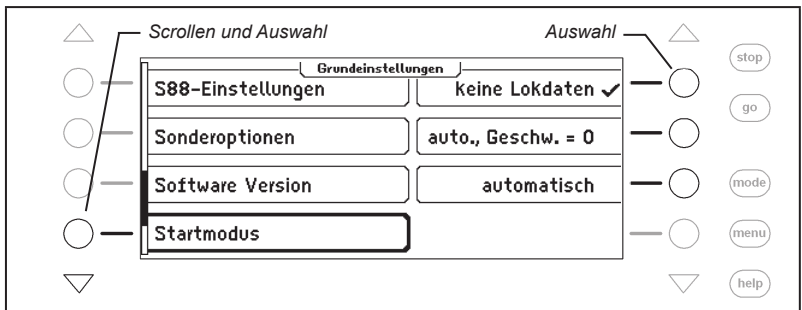 Scrollen und Auswahl
Auswahl
Grundeinstellungen
S88-Einstellungen
keine Lokdaten ✓
Sonderoptionen
auto., Geschw. = 0
Software Version
automatisch
Startmodus
stop
go
mode
menu
help